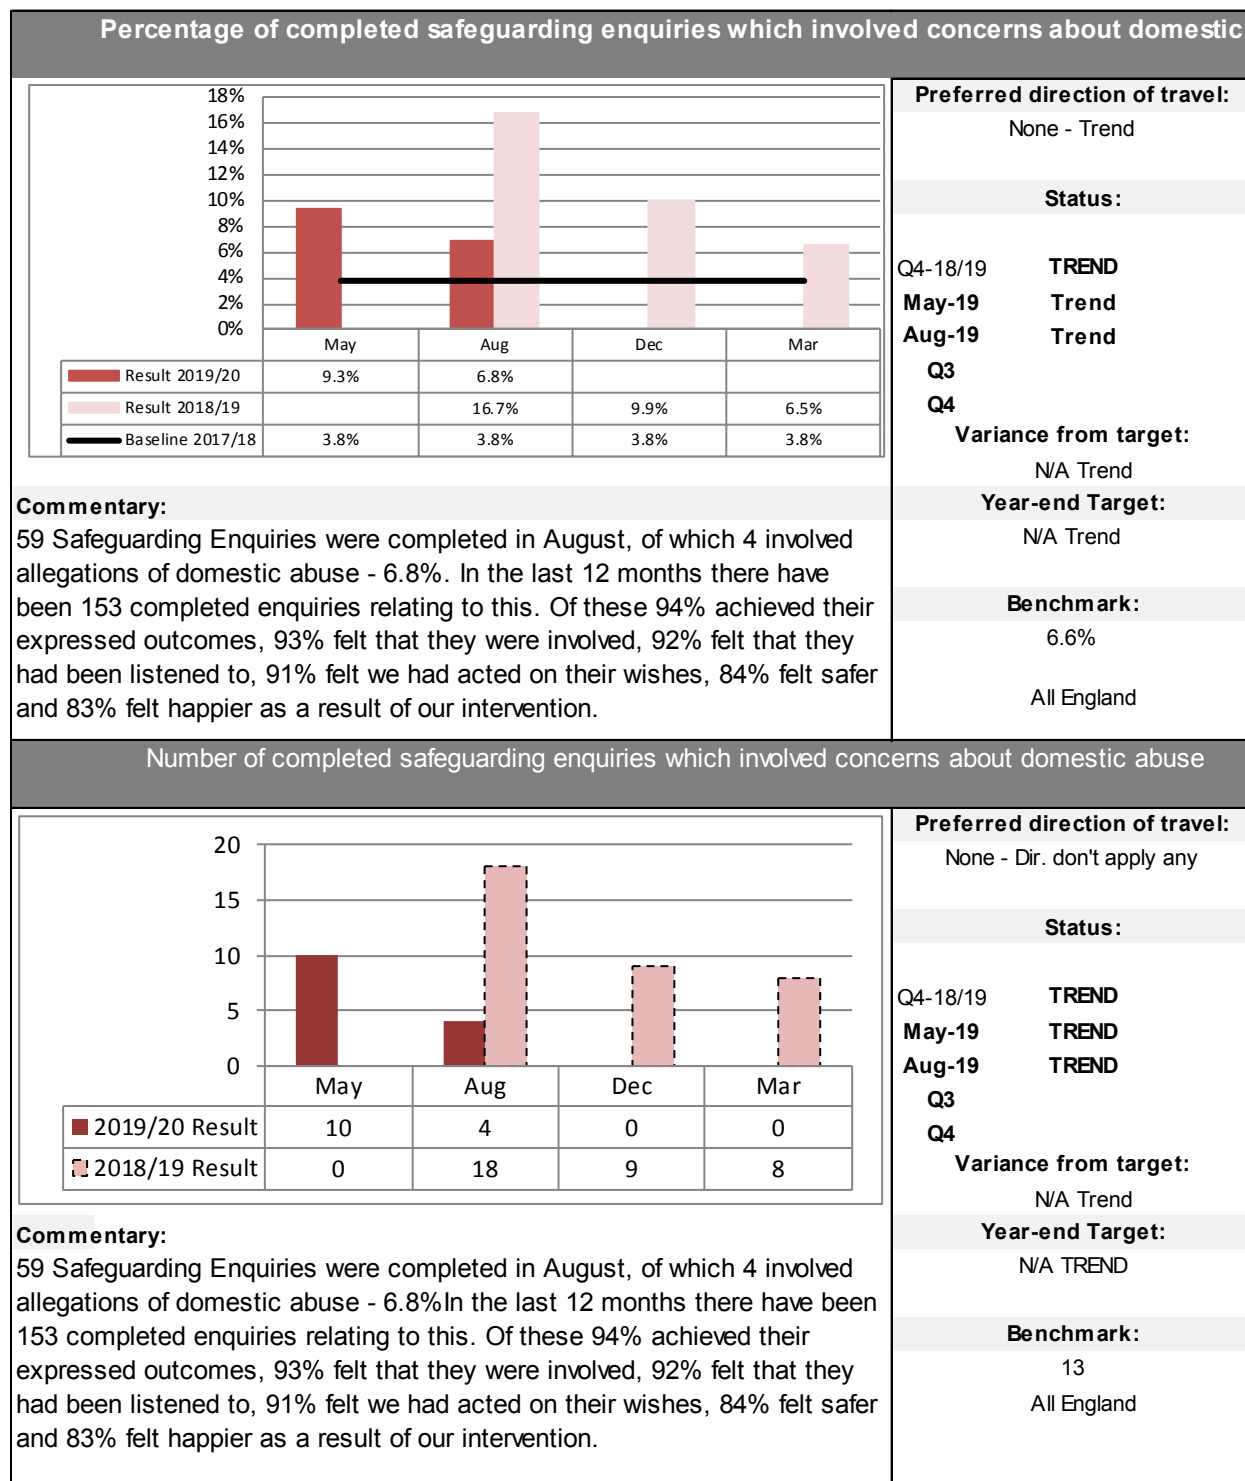 Percentage of completed safeguarding enquiries which involved concerns about domestic
18%
16%
14%
12%
10%
8%
6%
4%
2%
0%
May Aug Dec Mar
Result 2019/20 9.3% 6.8%
Result 2018/19 16.7% 9.9% 6.5%
Baseline 2017/18 3.8% 3.8% 3.8% 3.8%
Preferred direction of travel:
None - Trend
Status:
Q4-18/19 TREND
May-19 Trend
Aug-19 Trend
Q3
Q4
Variance from target:
N/A Trend
Year-end Target:
N/A Trend
Benchmark:
6.6%
All England
Commentary:
59 Safeguarding Enquiries were completed in August, of which 4 involved
allegations of domestic abuse - 6.8%. In the last 12 months there have
been 153 completed enquiries relating to this. Of these 94% achieved their
expressed outcomes, 93% felt that they were involved, 92% felt that they
had been listened to, 91% felt we had acted on their wishes, 84% felt safer
and 83% felt happier as a result of our intervention.
Number of completed safeguarding enquiries which involved concerns about domestic abuse
20
15
10
5
0
May Aug Dec Mar
2019/20 Result 10 4 0 0
2018/19 Result 0 18 9 8
Preferred direction of travel:
None - Dir. don't apply any
Status:
Q4-18/19 TREND
May-19 TREND
Aug-19 TREND
Q3
Q4
Variance from target:
N/A Trend
Year-end Target:
N/A TREND
Benchmark:
13
All England
Commentary:
59 Safeguarding Enquiries were completed in August, of which 4 involved
allegations of domestic abuse - 6.8%In the last 12 months there have been
153 completed enquiries relating to this. Of these 94% achieved their
expressed outcomes, 93% felt that they were involved, 92% felt that they
had been listened to, 91% felt we had acted on their wishes, 84% felt safer
and 83% felt happier as a result of our intervention.